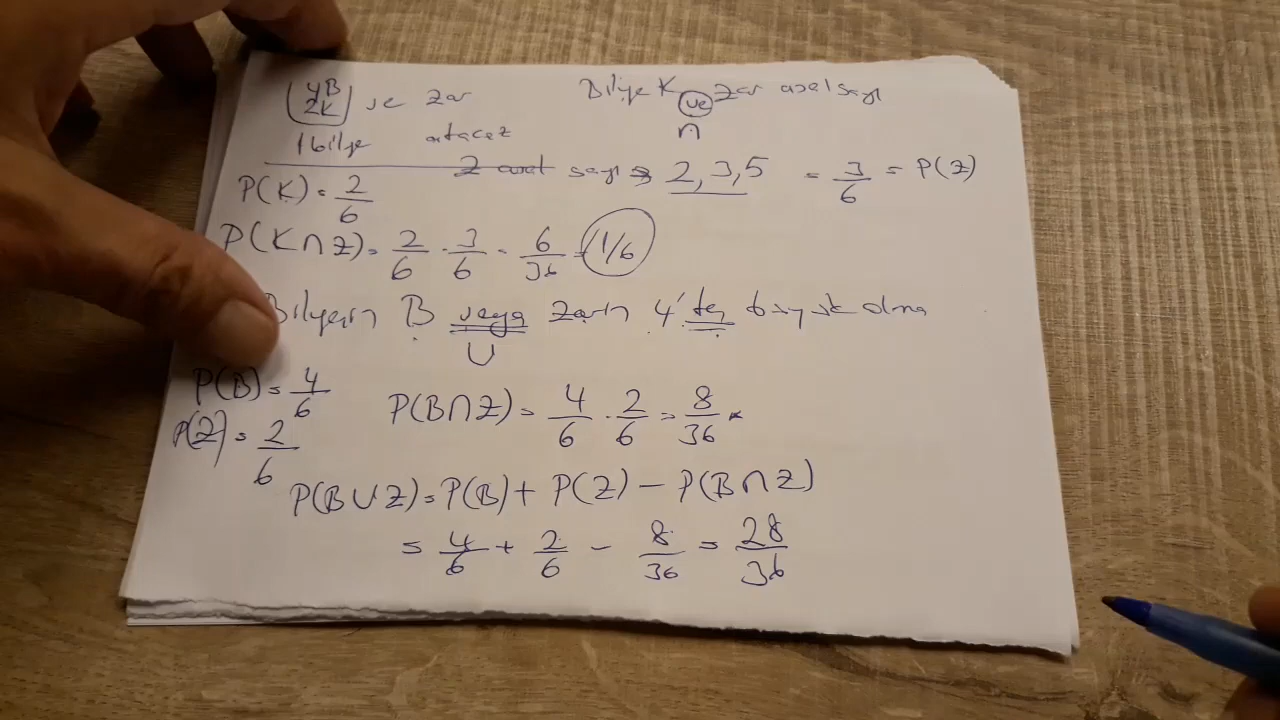 4B 2K ve zar Bilye K ve zar asal sayı
1 bilye atacaz ∩
Z asal sayı → 2,3,5 = 3/6 = P(Z)
P(K) = 2/6
P(K∩Z) = 2/6 · 3/6 = 6/36 = 1/6
Bilyenin B veya zarın 4'ten büyük olma
U
P(B) = 4/6
P(B∩Z) = 4/6 · 2/6 = 8/36
P(Z) = 2/6
P(B∪Z) = P(B) + P(Z) − P(B∩Z)
= 4/6 + 2/6 − 8/36 = 28/36